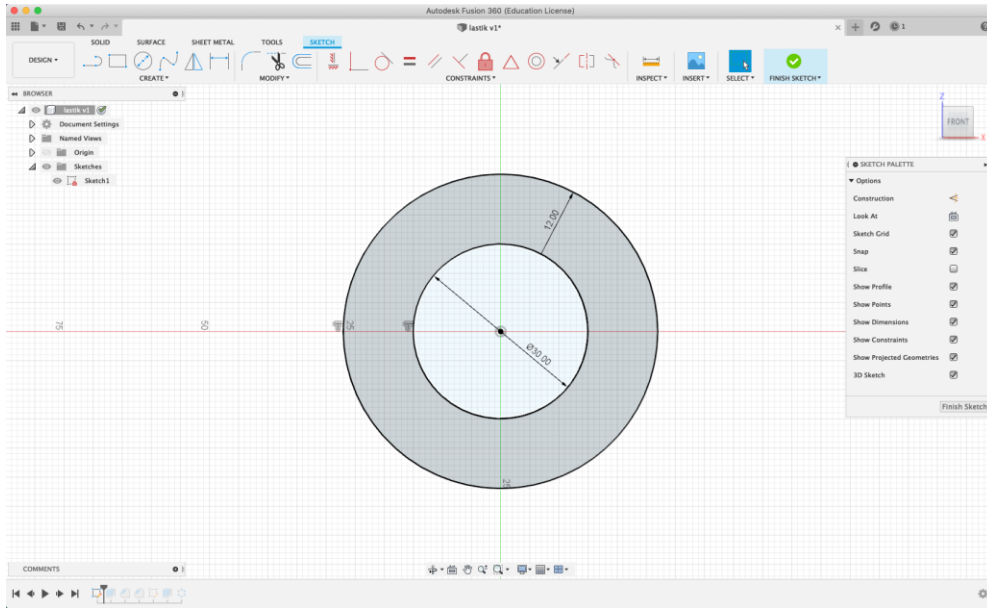 Autodesk Fusion 360 (Education License)
lastik v1*
1
SOLID SURFACE SHEET METAL TOOLS SKETCH
DESIGN
CREATE MODIFY CONSTRAINTS INSPECT INSERT SELECT FINISH SKETCH
BROWSER
lastik v1
Document Settings
Named Views
Origin
Sketches
Sketch1
Z
FRONT
X
SKETCH PALETTE
Options
Construction
Look At
Sketch Grid
Snap
Slice
Show Profile
Show Points
Show Dimensions
Show Constraints
Show Projected Geometries
3D Sketch
Finish Sketch
12.00
75 50 25
Ø30.00
25
COMMENTS